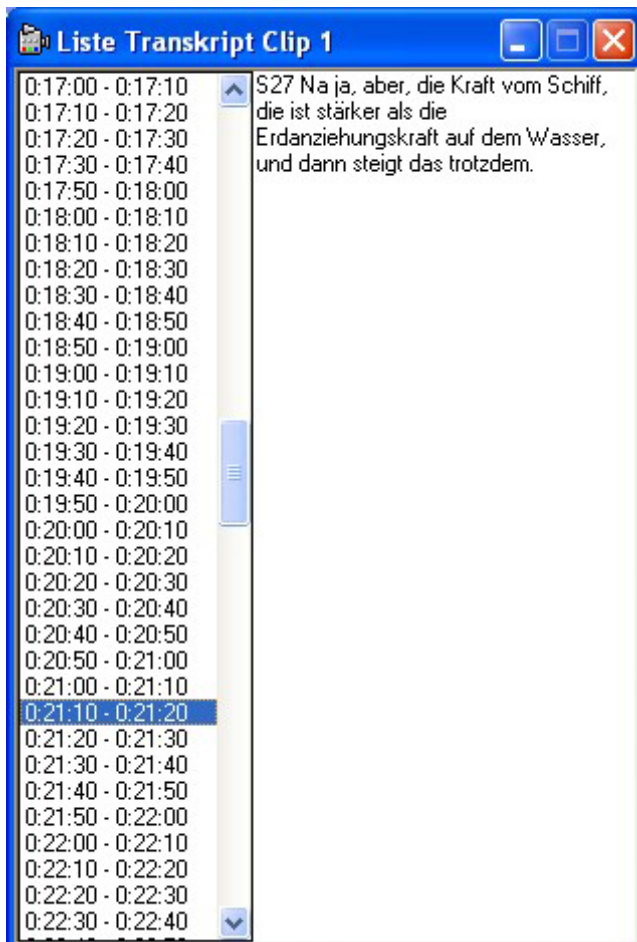 Liste Transkript Clip 1
0:17:00 - 0:17:10
0:17:10 - 0:17:20
0:17:20 - 0:17:30
0:17:30 - 0:17:40
0:17:50 - 0:18:00
0:18:00 - 0:18:10
0:18:10 - 0:18:20
0:18:20 - 0:18:30
0:18:30 - 0:18:40
0:18:40 - 0:18:50
0:18:50 - 0:19:00
0:19:00 - 0:19:10
0:19:10 - 0:19:20
0:19:20 - 0:19:30
0:19:30 - 0:19:40
0:19:40 - 0:19:50
0:19:50 - 0:20:00
0:20:00 - 0:20:10
0:20:10 - 0:20:20
0:20:20 - 0:20:30
0:20:30 - 0:20:40
0:20:40 - 0:20:50
0:20:50 - 0:21:00
0:21:00 - 0:21:10
0:21:10 - 0:21:20
0:21:20 - 0:21:30
0:21:30 - 0:21:40
0:21:40 - 0:21:50
0:21:50 - 0:22:00
0:22:00 - 0:22:10
0:22:10 - 0:22:20
0:22:20 - 0:22:30
0:22:30 - 0:22:40
S27 Na ja, aber, die Kraft vom Schiff,
die ist stärker als die
Erdanziehungskraft auf dem Wasser,
und dann steigt das trotzdem.